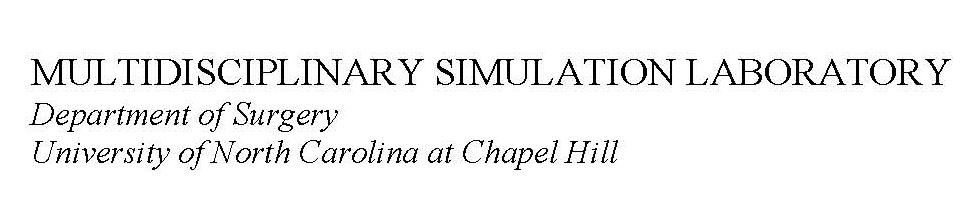 MULTIDISCIPLINARY SIMULATION LABORATORY
Department of Surgery
University of North Carolina at Chapel Hill